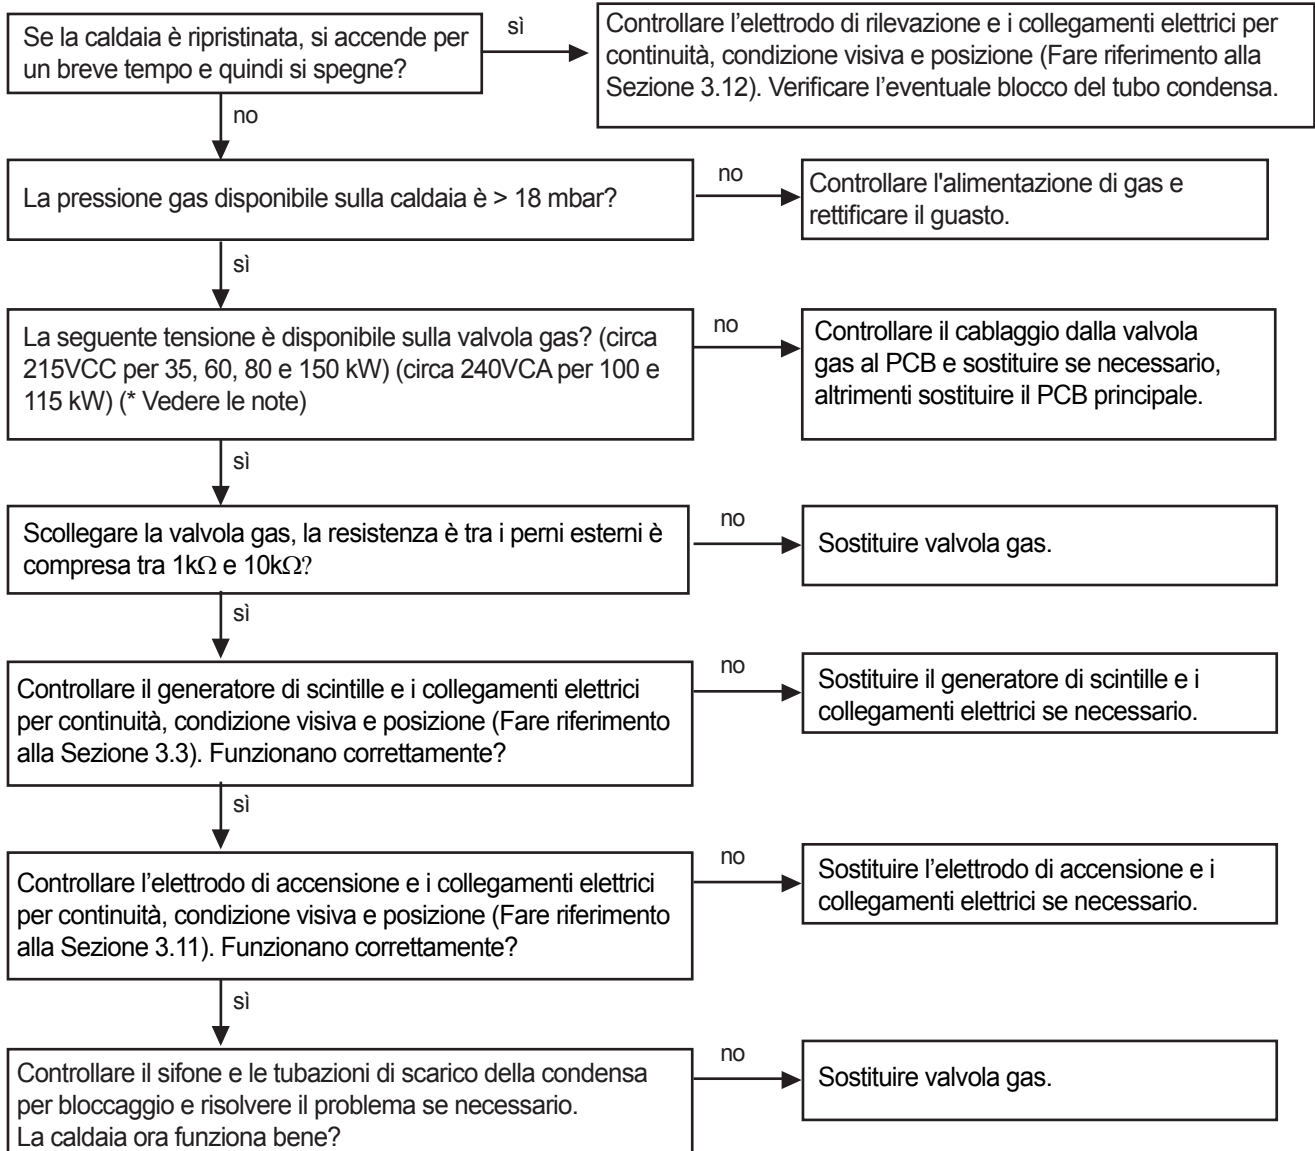 Se la caldaia è ripristinata, si accende per
un breve tempo e quindi si spegne?
sì
Controllare l’elettrodo di rilevazione e i collegamenti elettrici per
continuità, condizione visiva e posizione (Fare riferimento alla
Sezione 3.12). Verificare l’eventuale blocco del tubo condensa.
no
La pressione gas disponibile sulla caldaia è > 18 mbar?
no
Controllare l'alimentazione di gas e
rettificare il guasto.
sì
La seguente tensione è disponibile sulla valvola gas? (circa
215VCC per 35, 60, 80 e 150 kW) (circa 240VCA per 100 e
115 kW) (* Vedere le note)
no
Controllare il cablaggio dalla valvola
gas al PCB e sostituire se necessario,
altrimenti sostituire il PCB principale.
sì
Scollegare la valvola gas, la resistenza è tra i perni esterni è
compresa tra 1kΩ e 10kΩ?
no
Sostituire valvola gas.
sì
Controllare il generatore di scintille e i collegamenti elettrici
per continuità, condizione visiva e posizione (Fare riferimento
alla Sezione 3.3). Funzionano correttamente?
no
Sostituire il generatore di scintille e i
collegamenti elettrici se necessario.
sì
Controllare l’elettrodo di accensione e i collegamenti elettrici
per continuità, condizione visiva e posizione (Fare riferimento
alla Sezione 3.11). Funzionano correttamente?
no
Sostituire l’elettrodo di accensione e i
collegamenti elettrici se necessario.
sì
Controllare il sifone e le tubazioni di scarico della condensa
per bloccaggio e risolvere il problema se necessario.
La caldaia ora funziona bene?
no
Sostituire valvola gas.